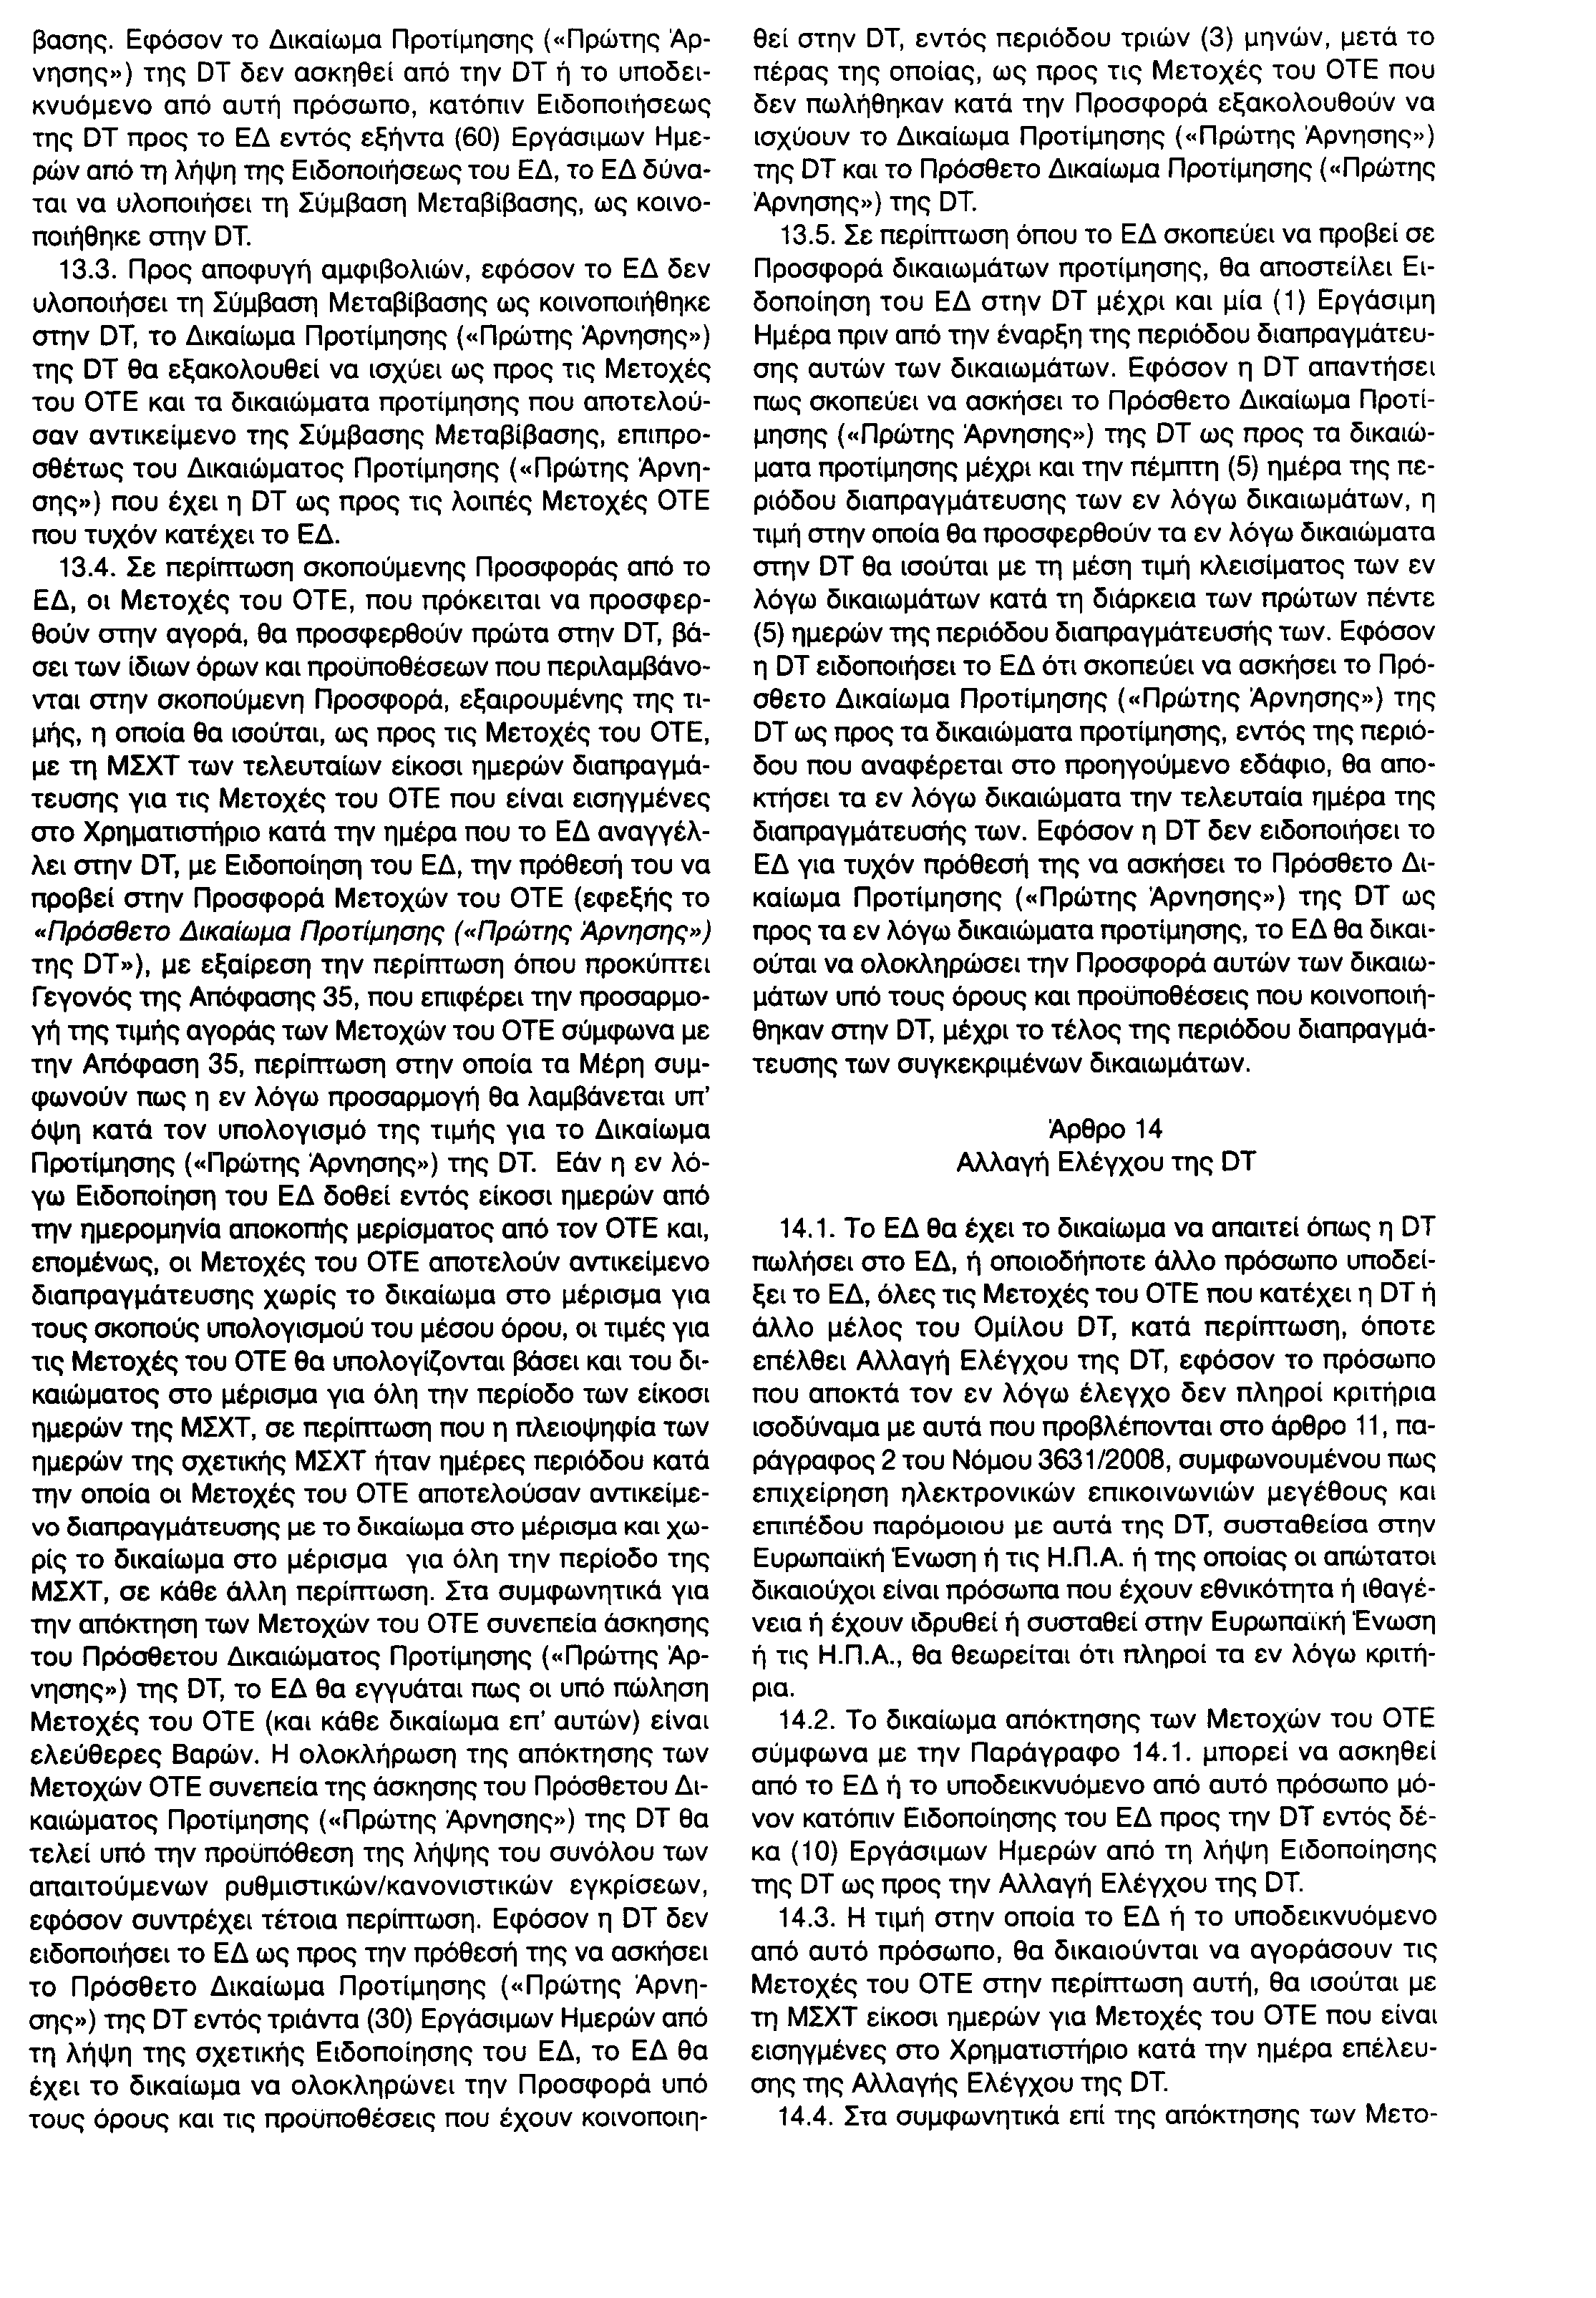 βασης. Εφόσον το Δικαίωμα Προτίμησης («Πρώτης Άρ-
νησης») της DT δεν ασκηθεί από την DT ή το υποδει-
κνυόμενο από αυτή πρόσωπο, κατόπιν Ειδοποιήσεως
της DT προς το ΕΔ εντός εξήντα (60) Εργάσιμων Ημε-
ρών από τη λήψη της Ειδοποιήσεως του ΕΔ, το ΕΔ δύνα-
ται να υλοποιήσει τη Σύμβαση Μεταβίβασης, ως κοινο-
ποιήθηκε στην DT.
13.3. Προς αποφυγή αμφιβολιών, εφόσον το ΕΔ δεν
υλοποιήσει τη Σύμβαση Μεταβίβασης ως κοινοποιήθηκε
στην DT, το Δικαίωμα Προτίμησης («Πρώτης Άρνησης»)
της DT θα εξακολουθεί να ισχύει ως προς τις Μετοχές
του ΟΤΕ και τα δικαιώματα προτίμησης που αποτελού-
σαν αντικείμενο της Σύμβασης Μεταβίβασης, επιπρο-
σθέτως του Δικαιώματος Προτίμησης («Πρώτης Άρνη-
σης») που έχει η DT ως προς τις λοιπές Μετοχές ΟΤΕ
που τυχόν κατέχει το ΕΔ.
13.4. Σε περίπτωση σκοπούμενης Προσφοράς από το
ΕΔ, οι Μετοχές του ΟΤΕ, που πρόκειται να προσφερ-
θούν στην αγορά, θα προσφερθούν πρώτα στην DT, βά-
σει των ίδιων όρων και προϋποθέσεων που περιλαμβάνο-
νται στην σκοπούμενη Προσφορά, εξαιρουμένης της τι-
μής, η οποία θα ισούται, ως προς τις Μετοχές του ΟΤΕ,
με τη ΜΣΧΤ των τελευταίων είκοσι ημερών διαπραγμά-
τευσης για τις Μετοχές του ΟΤΕ που είναι εισηγμένες
στο Χρηματιστήριο κατά την ημέρα που το ΕΔ αναγγέλ-
λει στην DT, με Ειδοποίηση του ΕΔ, την πρόθεσή του να
προβεί στην Προσφορά Μετοχών του ΟΤΕ (εφεξής το
«Πρόσθετο Δικαίωμα Προτίμησης («Πρώτης Άρνησης»)
της DT»), με εξαίρεση την περίπτωση όπου προκύπτει
Γεγονός της Απόφασης 35, που επιφέρει την προσαρμο-
γή της τιμής αγοράς των Μετοχών του ΟΤΕ σύμφωνα με
την Απόφαση 35, περίπτωση στην οποία τα Μέρη συμ-
φωνούν πως η εν λόγω προσαρμογή θα λαμβάνεται υπ'
όψη κατά τον υπολογισμό της τιμής για το Δικαίωμα
Προτίμησης («Πρώτης Άρνησης») της DT. Εάν η εν λό-
γω Ειδοποίηση του ΕΔ δοθεί εντός είκοσι ημερών από
την ημερομηνία αποκοπής μερίσματος από τον ΟΤΕ και,
επομένως, οι Μετοχές του ΟΤΕ αποτελούν αντικείμενο
διαπραγμάτευσης χωρίς το δικαίωμα στο μέρισμα για
τους σκοπούς υπολογισμού του μέσου όρου, οι τιμές για
τις Μετοχές του ΟΤΕ θα υπολογίζονται βάσει και του δι-
καιώματος στο μέρισμα για όλη την περίοδο των είκοσι
ημερών της ΜΣΧΤ, σε περίπτωση που η πλειοψηφία των
ημερών της σχετικής ΜΣΧΤ ήταν ημέρες περιόδου κατά
την οποία οι Μετοχές του ΟΤΕ αποτελούσαν αντικείμε-
νο διαπραγμάτευσης με το δικαίωμα στο μέρισμα και χω-
ρίς το δικαίωμα στο μέρισμα για όλη την περίοδο της
ΜΣΧΤ, σε κάθε άλλη περίπτωση. Στα συμφωνητικά για
την απόκτηση των Μετοχών του ΟΤΕ συνεπεία άσκησης
του Πρόσθετου Δικαιώματος Προτίμησης («Πρώτης Άρ-
νησης») της DT, το ΕΔ θα εγγυάται πως οι υπό πώληση
Μετοχές του ΟΤΕ (και κάθε δικαίωμα επ' αυτών) είναι
ελεύθερες Βαρών. Η ολοκλήρωση της απόκτησης των
Μετοχών ΟΤΕ συνεπεία της άσκησης του Πρόσθετου Δι-
καιώματος Προτίμησης («Πρώτης Άρνησης») της DT θα
τελεί υπό την προϋπόθεση της λήψης του συνόλου των
απαιτούμενων ρυθμιστικών/κανονιστικών εγκρίσεων,
εφόσον συντρέχει τέτοια περίπτωση. Εφόσον η DT δεν
ειδοποιήσει το ΕΔ ως προς την πρόθεσή της να ασκήσει
το Πρόσθετο Δικαίωμα Προτίμησης («Πρώτης Άρνη-
σης») της DT εντός τριάντα (30) Εργάσιμων Ημερών από
τη λήψη της σχετικής Ειδοποίησης του ΕΔ, το ΕΔ θα
έχει το δικαίωμα να ολοκληρώνει την Προσφορά υπό
τους όρους και τις προϋποθέσεις που έχουν κοινοποιη-
θεί στην DT, εντός περιόδου τριών (3) μηνών, μετά το
πέρας της οποίας, ως προς τις Μετοχές του ΟΤΕ που
δεν πωλήθηκαν κατά την Προσφορά εξακολουθούν να
ισχύουν το Δικαίωμα Προτίμησης («Πρώτης Άρνησης»)
της DT και το Πρόσθετο Δικαίωμα Προτίμησης («Πρώτης
Άρνησης») της DT.
13.5. Σε περίπτωση όπου το ΕΔ σκοπεύει να προβεί σε
Προσφορά δικαιωμάτων προτίμησης, θα αποστείλει Ει-
δοποίηση του ΕΔ στην DT μέχρι και μία (1) Εργάσιμη
Ημέρα πριν από την έναρξη της περιόδου διαπραγμάτευ-
σης αυτών των δικαιωμάτων. Εφόσον η DT απαντήσει
πως σκοπεύει να ασκήσει το Πρόσθετο Δικαίωμα Προτί-
μησης («Πρώτης Άρνησης») της DT ως προς τα δικαιώ-
ματα προτίμησης μέχρι και την πέμπτη (5) ημέρα της πε-
ριόδου διαπραγμάτευσης των εν λόγω δικαιωμάτων, η
τιμή στην οποία θα προσφερθούν τα εν λόγω δικαιώματα
στην DT θα ισούται με τη μέση τιμή κλεισίματος των εν
λόγω δικαιωμάτων κατά τη διάρκεια των πρώτων πέντε
(5) ημερών της περιόδου διαπραγμάτευσής των. Εφόσον
η DT ειδοποιήσει το ΕΔ ότι σκοπεύει να ασκήσει το Πρό-
σθετο Δικαίωμα Προτίμησης («Πρώτης Άρνησης») της
DT ως προς τα δικαιώματα προτίμησης, εντός της περιό-
δου που αναφέρεται στο προηγούμενο εδάφιο, θα απο-
κτήσει τα εν λόγω δικαιώματα την τελευταία ημέρα της
διαπραγμάτευσής των. Εφόσον η DT δεν ειδοποιήσει το
ΕΔ για τυχόν πρόθεσή της να ασκήσει το Πρόσθετο Δι-
καίωμα Προτίμησης («Πρώτης Άρνησης») της DT ως
προς τα εν λόγω δικαιώματα προτίμησης, το ΕΔ θα δικαι-
ούται να ολοκληρώσει την Προσφορά αυτών των δικαιω-
μάτων υπό τους όρους και προϋποθέσεις που κοινοποιή-
θηκαν στην DT, μέχρι το τέλος της περιόδου διαπραγμά-
τευσης των συγκεκριμένων δικαιωμάτων.
Άρθρο 14
Αλλαγή Ελέγχου της DT
14.1. Το ΕΔ θα έχει το δικαίωμα να απαιτεί όπως η DT
πωλήσει στο ΕΔ, ή οποιοδήποτε άλλο πρόσωπο υποδεί-
ξει το ΕΔ, όλες τις Μετοχές του ΟΤΕ που κατέχει η DT ή
άλλο μέλος του Ομίλου DT, κατά περίπτωση, όποτε
επέλθει Αλλαγή Ελέγχου της DT, εφόσον το πρόσωπο
που αποκτά τον εν λόγω έλεγχο δεν πληροί κριτήρια
ισοδύναμα με αυτά που προβλέπονται στο άρθρο 11, πα-
ράγραφος 2 του Νόμου 3631/2008, συμφωνουμένου πως
επιχείρηση ηλεκτρονικών επικοινωνιών μεγέθους και
επιπέδου παρόμοιου με αυτά της DT, συσταθείσα στην
Ευρωπαϊκή Ένωση ή τις Η.Π.Α. ή της οποίας οι απώτατοι
δικαιούχοι είναι πρόσωπα που έχουν εθνικότητα ή ιθαγέ-
νεια ή έχουν ιδρυθεί ή συσταθεί στην Ευρωπαϊκή Ένωση
ή τις Η.Π.Α., θα θεωρείται ότι πληροί τα εν λόγω κριτή-
ρια.
14.2. Το δικαίωμα απόκτησης των Μετοχών του ΟΤΕ
σύμφωνα με την Παράγραφο 14.1. μπορεί να ασκηθεί
από το ΕΔ ή το υποδεικνυόμενο από αυτό πρόσωπο μό-
νον κατόπιν Ειδοποίησης του ΕΔ προς την DT εντός δέ-
κα (10) Εργάσιμων Ημερών από τη λήψη Ειδοποίησης
της DT ως προς την Αλλαγή Ελέγχου της DT.
14.3. Η τιμή στην οποία το ΕΔ ή το υποδεικνυόμενο
από αυτό πρόσωπο, θα δικαιούνται να αγοράσουν τις
Μετοχές του ΟΤΕ στην περίπτωση αυτή, θα ισούται με
τη ΜΣΧΤ είκοσι ημερών για Μετοχές του ΟΤΕ που είναι
εισηγμένες στο Χρηματιστήριο κατά την ημέρα επέλευ-
σης της Αλλαγής Ελέγχου της DT.
14.4. Στα συμφωνητικά επί της απόκτησης των Μετο-